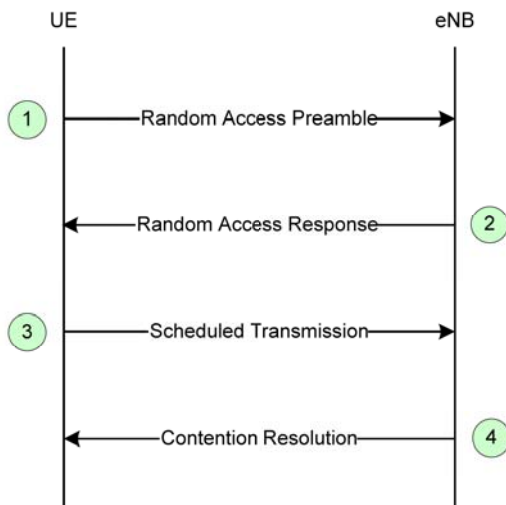 UE eNB
1 Random Access Preamble
Random Access Response 2
3 Scheduled Transmission
Contention Resolution 4